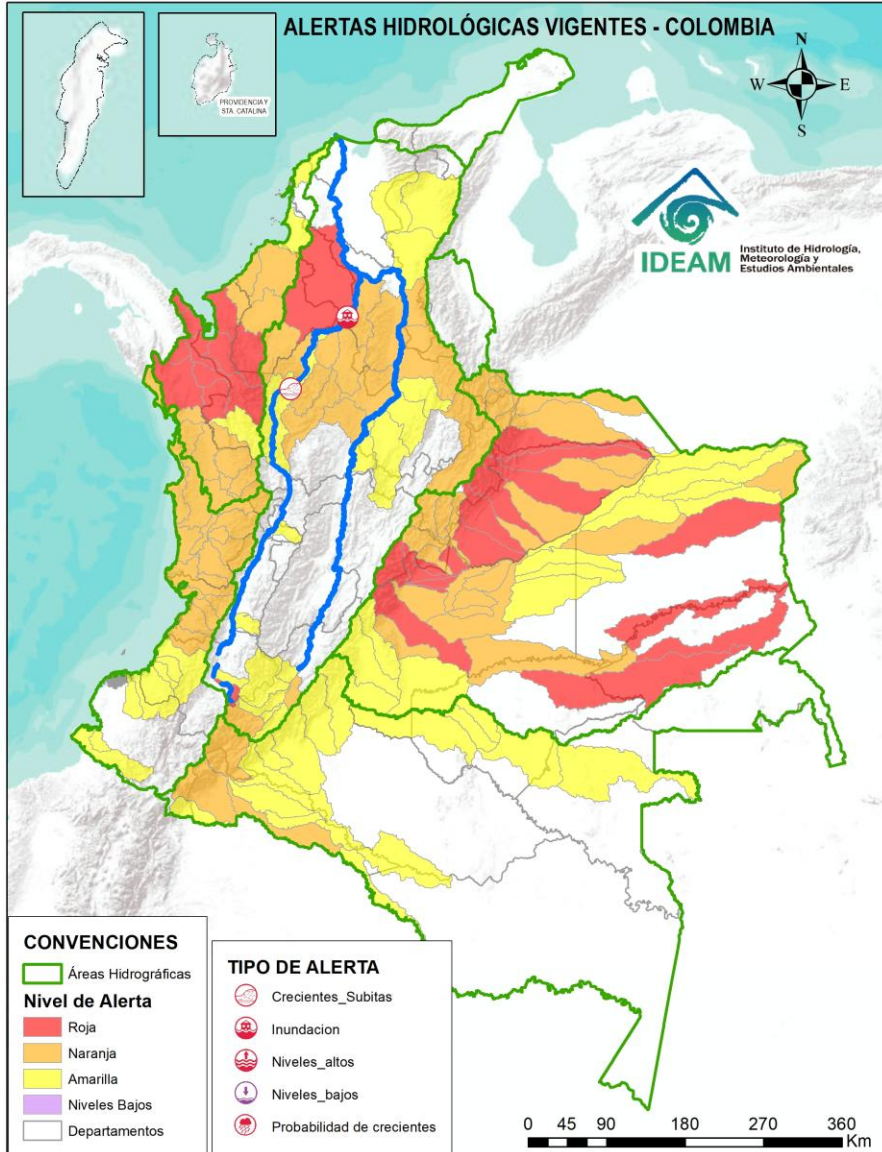 ALERTAS HIDROLÓGICAS VIGENTES - COLOMBIA
PROVIDENCIA Y
STA. CATALINA
N
W
E
S
IDEAM
Instituto de Hidrología,
Meteorología y
Estudios Ambientales
CONVENCIONES
Áreas Hidrográficas
Nivel de Alerta
Roja
Naranja
Amarilla
Niveles Bajos
Departamentos
TIPO DE ALERTA
Crecientes_Subitas
Inundacion
Niveles_altos
Niveles_bajos
Probabilidad de crecientes
0 45 90 180 270 360
Km